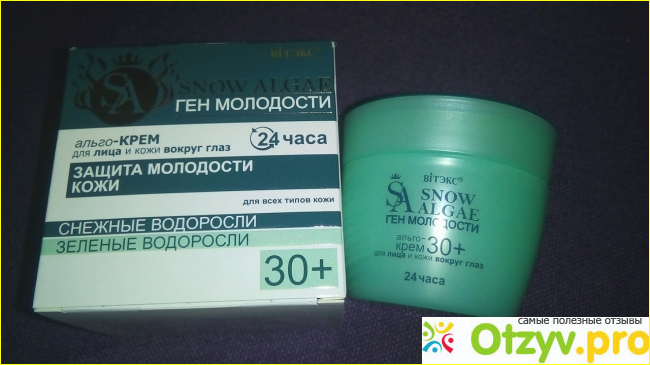 ВІТЭКС®
SA
SNOW ALGAE
ГЕН МОЛОДОСТИ
альго-КРЕМ
для лица и кожи вокруг глаз
24 часа
ЗАЩИТА МОЛОДОСТИ
КОЖИ
для всех типов кожи
СНЕЖНЫЕ ВОДОРОСЛИ
ЗЕЛЕНЫЕ ВОДОРОСЛИ
30+
ВІТЭКС®
SA SNOW
ALGAE
ГЕН МОЛОДОСТИ
альго-
крем 30+
для лица и кожи вокруг глаз
24 часа
самые полезные отзывы
Otzyv.pro